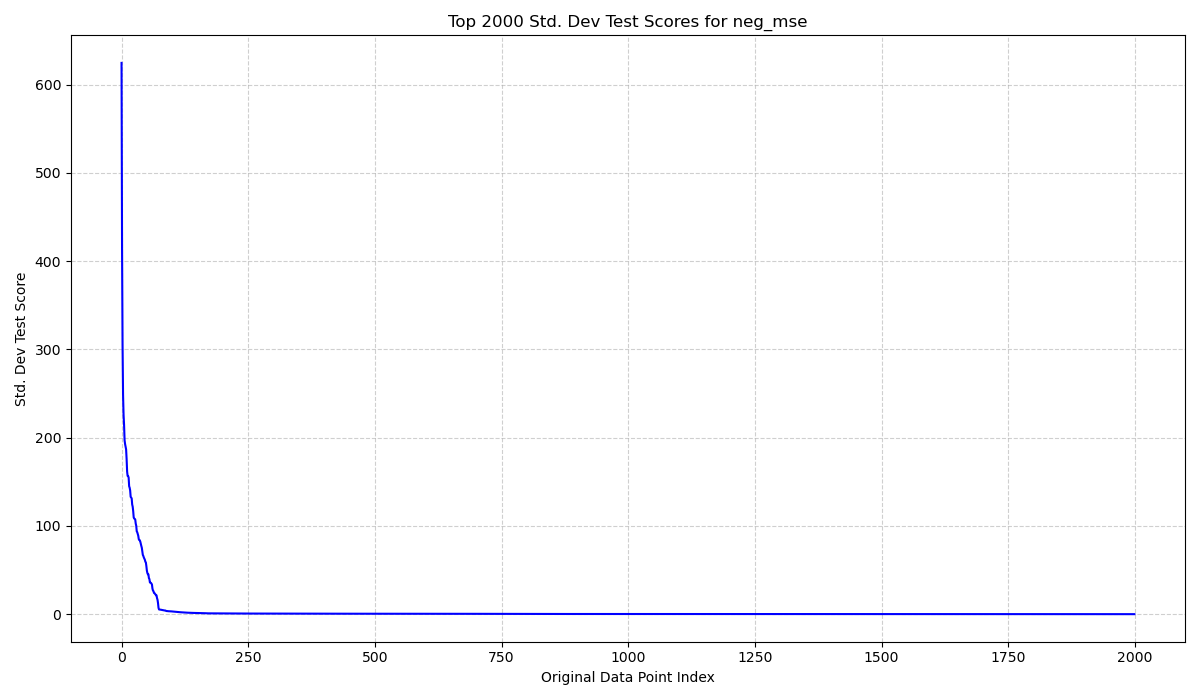 Top 2000 Std. Dev Test Scores for neg_mse
600
500
400
300
200
100
0
Std. Dev Test Score
0 250 500 750 1000 1250 1500 1750 2000
Original Data Point Index